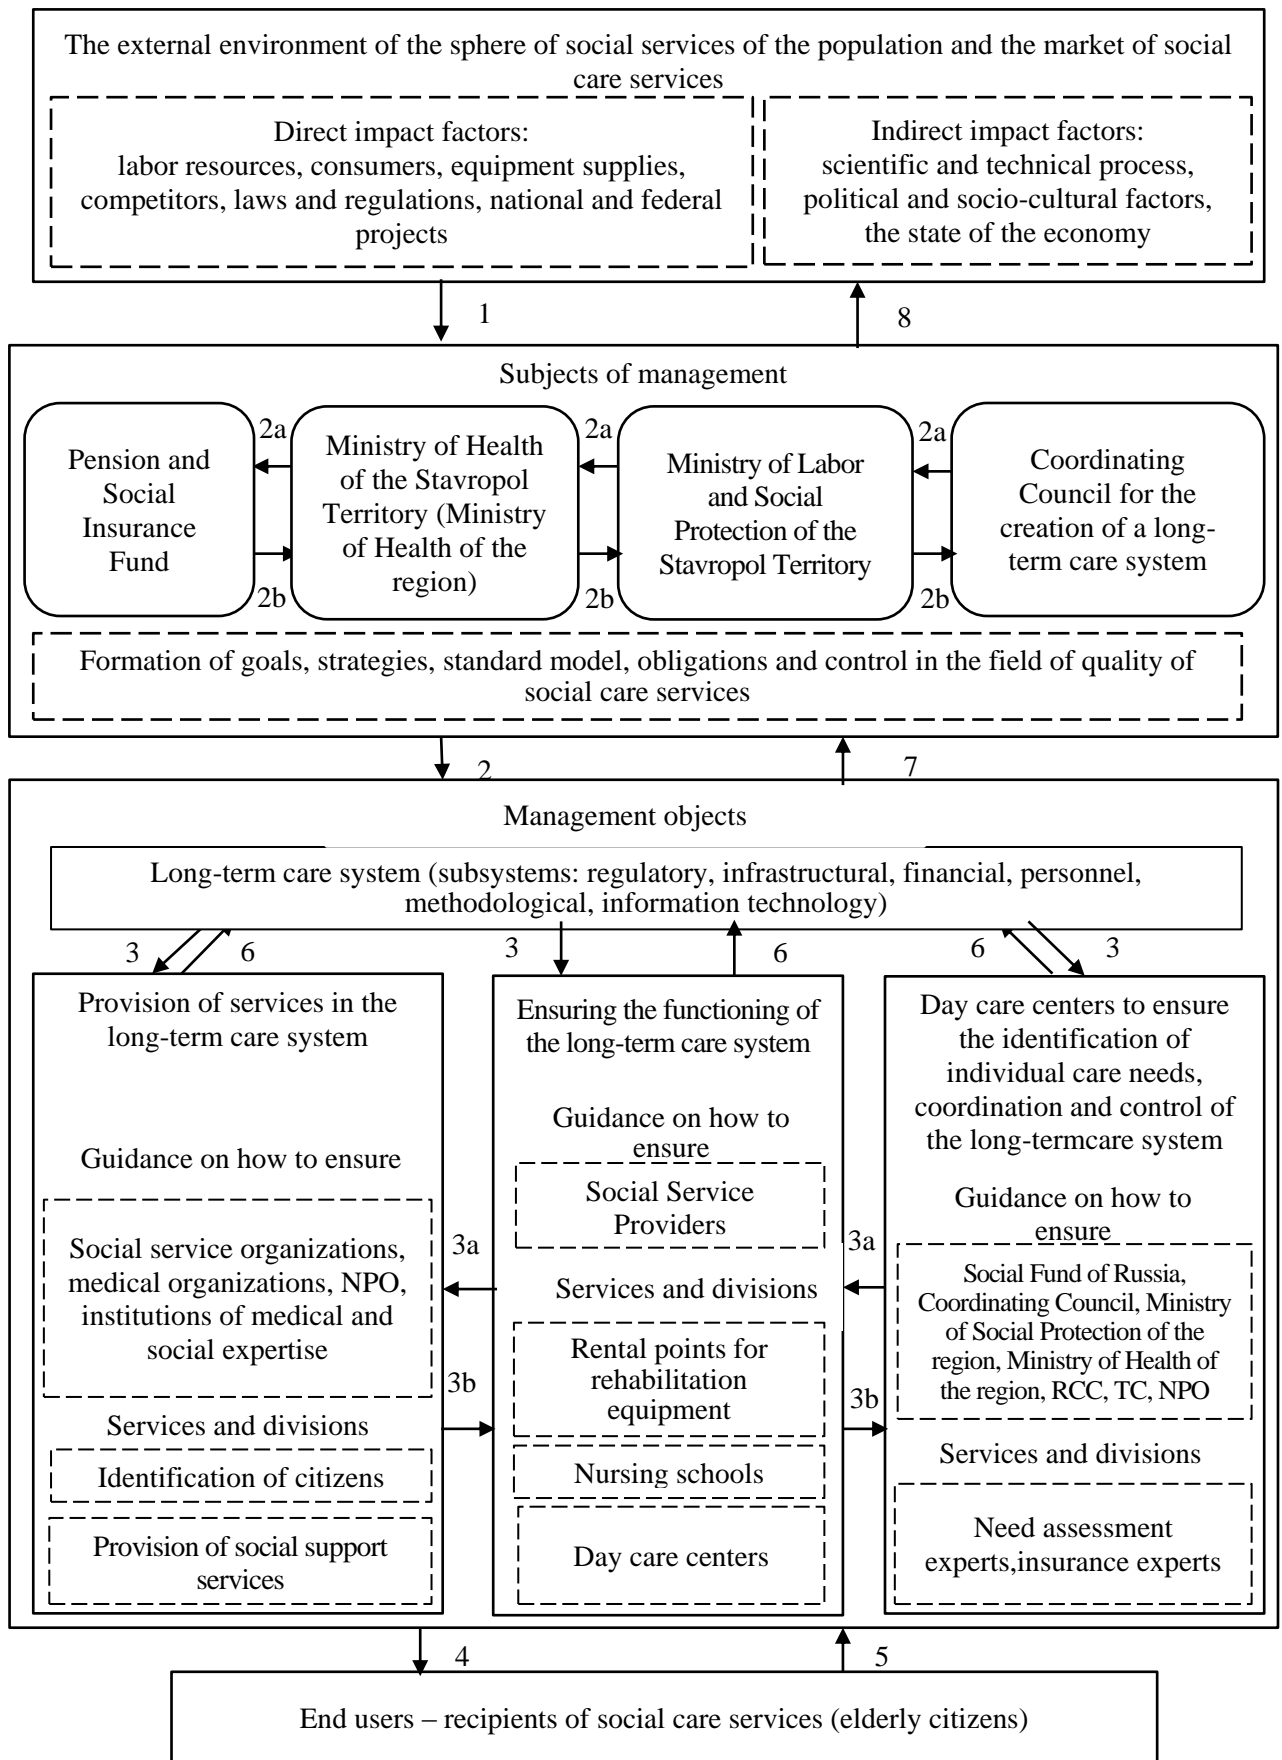 The external environment of the sphere of social services of the population and the market of social
care services
Direct impact factors:
labor resources, consumers, equipment supplies,
competitors, laws and regulations, national and federal
projects
Indirect impact factors:
scientific and technical process,
political and socio-cultural factors,
the state of the economy
1
8
Subjects of management
Pension and
Social
Insurance
Fund
2a
2b
Ministry of Health
of the Stavropol
Territory (Ministry
of Health of the
region)
2a
2b
Ministry of Labor
and Social
Protection of the
Stavropol Territory
2a
2b
Coordinating
Council for the
creation of a long-
term care system
Formation of goals, strategies, standard model, obligations and control in the field of quality of
social care services
2
7
Management objects
Long-term care system (subsystems: regulatory, infrastructural, financial, personnel,
methodological, information technology)
3
6
3
6
6
3
Provision of services in the
long-term care system
Guidance on how to ensure
Social service organizations,
medical organizations, NPO,
institutions of medical and
social expertise
Services and divisions
Identification of citizens
Provision of social support
services
3a
3b
Ensuring the functioning of
the long-term care system
Guidance on how to
ensure
Social Service
Providers
Services and divisions
Rental points for
rehabilitation
equipment
Nursing schools
Day care centers
3a
3b
Day care centers to ensure
the identification of
individual care needs,
coordination and control of
the long-termcare system
Guidance on how to
ensure
Social Fund of Russia,
Coordinating Council, Ministry
of Social Protection of the
region, Ministry of Health of
the region, RCC, TC, NPO
Services and divisions
Need assessment
experts,insurance experts
4
5
End users – recipients of social care services (elderly citizens)